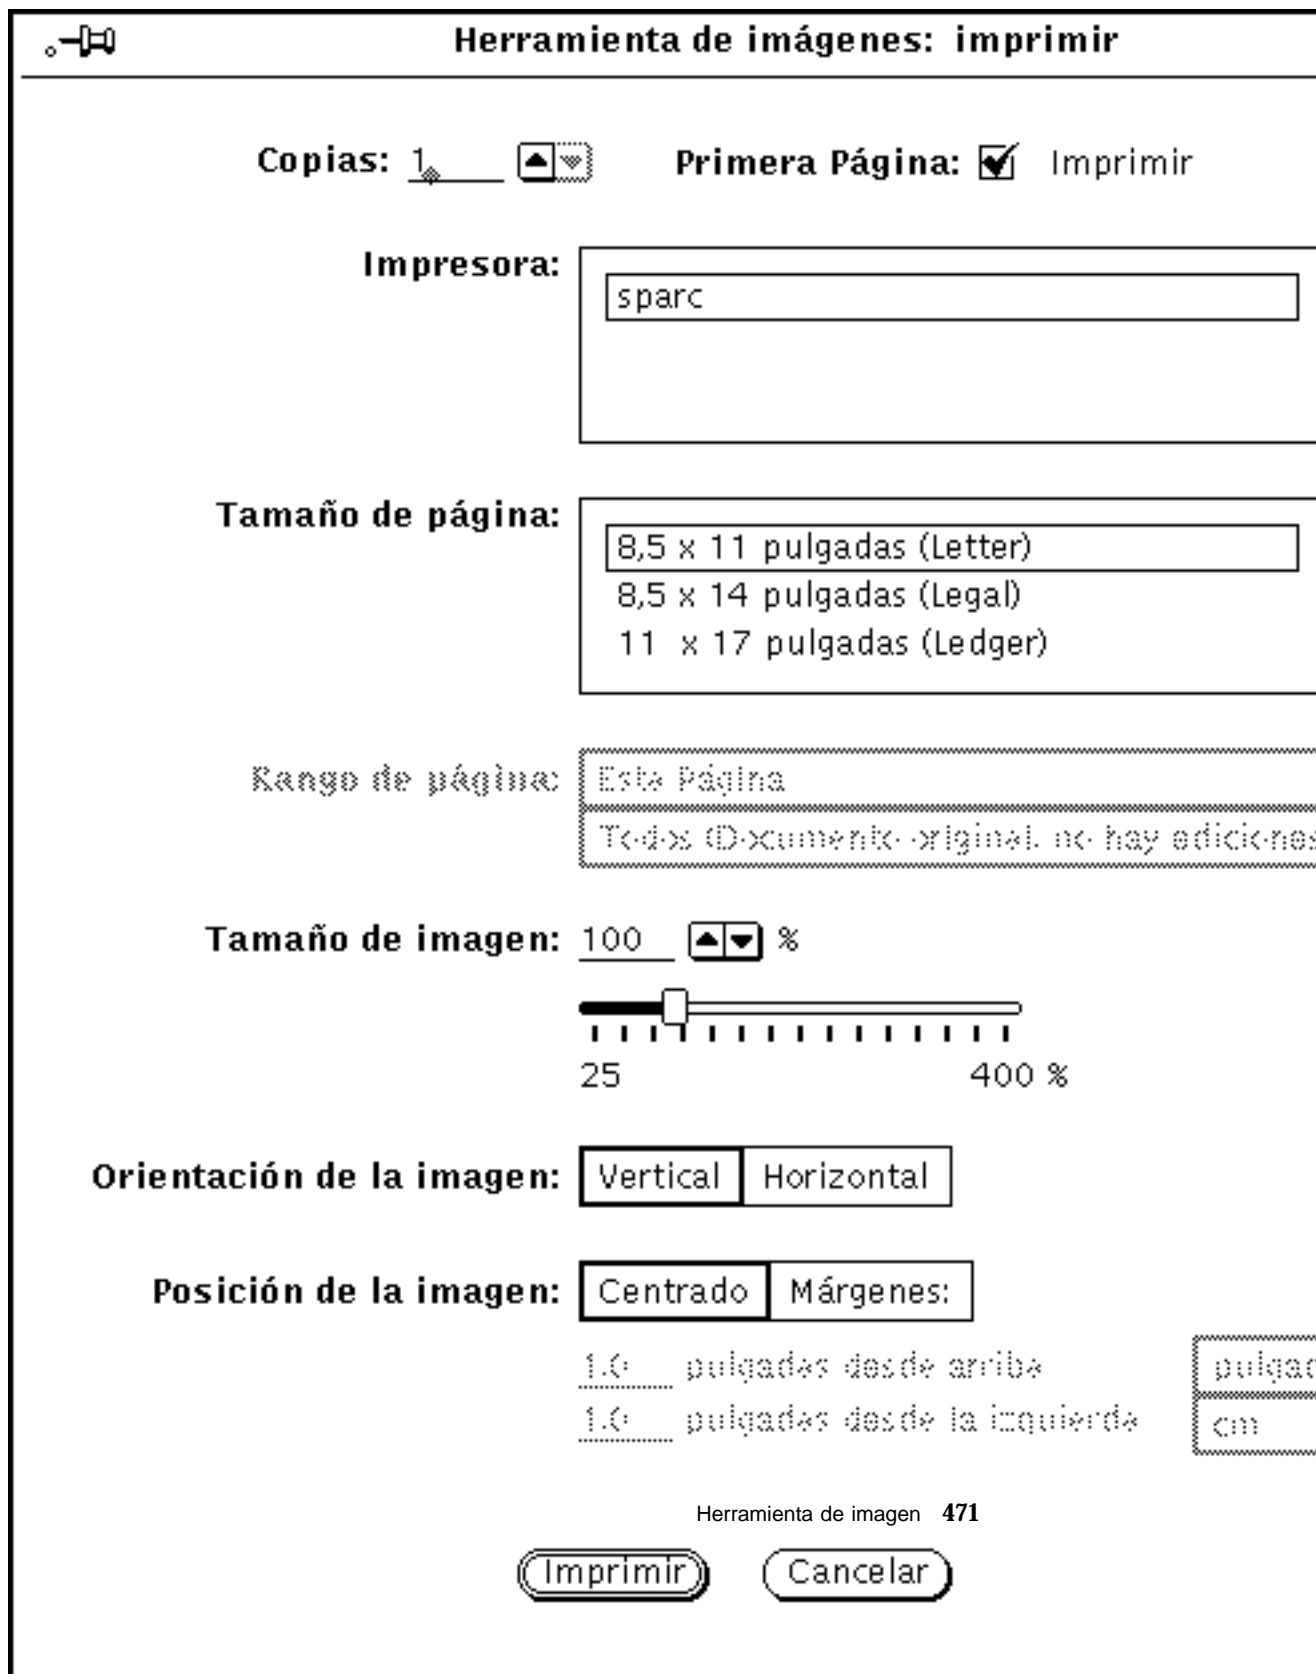 Herramienta de imágenes: imprimir
Copias: 1 Primera Página: Imprimir
Impresora:
sparc
Tamaño de página:
8,5 x 11 pulgadas (Letter)
8,5 x 14 pulgadas (Legal)
11 x 17 pulgadas (Ledger)
Rango de página: Esta Página
Todos (Documento original, no hay ediciones
Tamaño de imagen: 100 %
25 400 %
Orientación de la imagen: Vertical Horizontal
Posición de la imagen: Centrado Márgenes:
1.0 pulgadas desde arriba
1.0 pulgadas desde la izquierda cm
Herramienta de imagen 471
Imprimir Cancelar